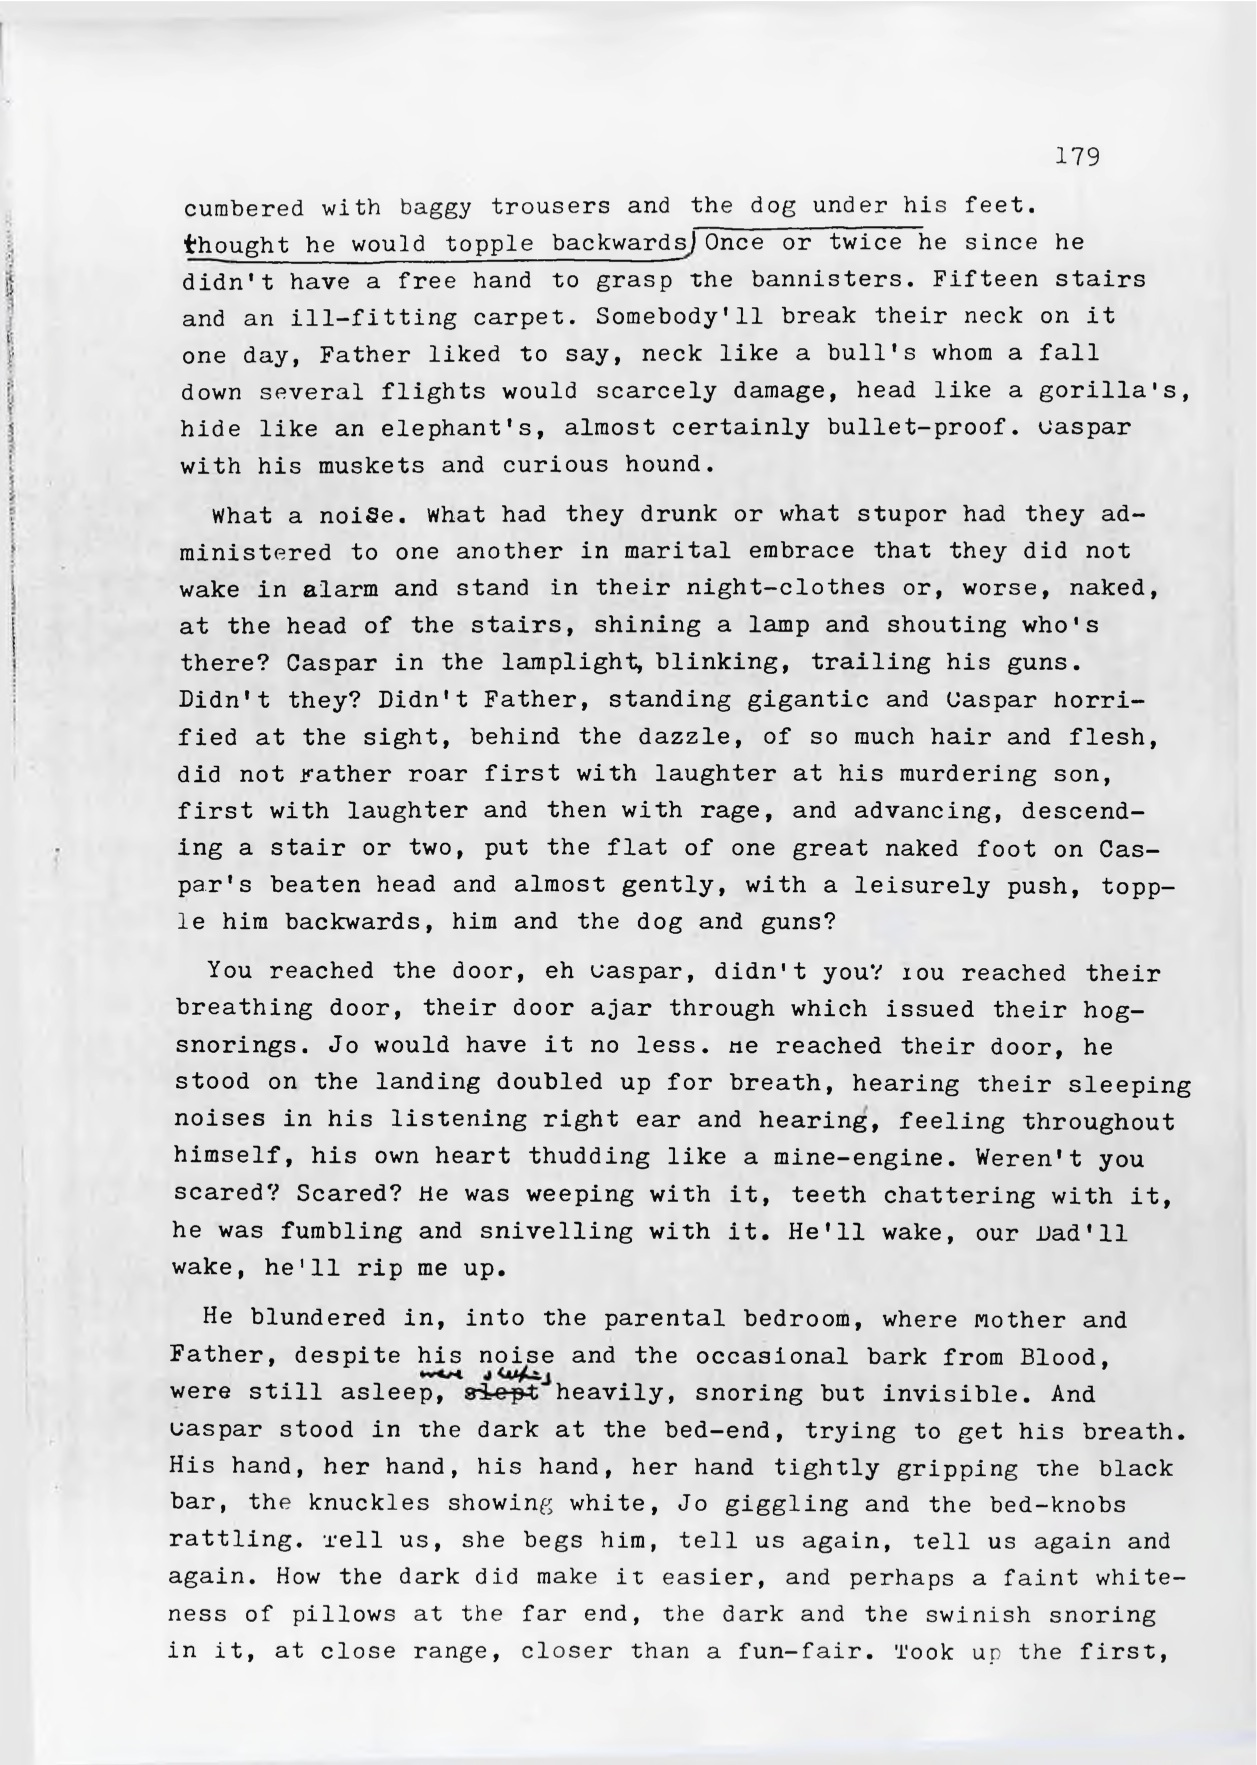 179
cumbered with baggy trousers and the dog under his feet.
thought he would topple backwards Once or twice he since he
didn't have a free hand to grasp the bannisters. Fifteen stairs
and an ill-fitting carpet. Somebody'll break their neck on it
one day, Father liked to say, neck like a bull's whom a fall
down several flights would scarcely damage, head like a gorilla's,
hide like an elephant's, almost certainly bullet-proof. Caspar
with his muskets and curious hound.
What a noise. What had they drunk or what stupor had they ad-
ministered to one another in marital embrace that they did not
wake in alarm and stand in their night-clothes or, worse, naked,
at the head of the stairs, shining a lamp and shouting who's
there? Caspar in the lamplight, blinking, trailing his guns.
Didn't they? Didn't Father, standing gigantic and Caspar horri-
fied at the sight, behind the dazzle, of so much hair and flesh,
did not Father roar first with laughter at his murdering son,
first with laughter and then with rage, and advancing, descend-
ing a stair or two, put the flat of one great naked foot on Cas-
par's beaten head and almost gently, with a leisurely push, topp-
le him backwards, him and the dog and guns?
You reached the door, eh Caspar, didn't you? You reached their
breathing door, their door ajar through which issued their hog-
snorings. Jo would have it no less. He reached their door, he
stood on the landing doubled up for breath, hearing their sleeping
noises in his listening right ear and hearing, feeling throughout
himself, his own heart thudding like a mine-engine. Weren't you
scared? Scared? He was weeping with it, teeth chattering with it,
he was fumbling and snivelling with it. He'll wake, our Dad'll
wake, he'll rip me up.
He blundered in, into the parental bedroom, where Mother and
Father, despite his noise and the occasional bark from Blood,
were sleeping
were still asleep, slept heavily, snoring but invisible. And
Caspar stood in the dark at the bed-end, trying to get his breath.
His hand, her hand, his hand, her hand tightly gripping the black
bar, the knuckles showing white, Jo giggling and the bed-knobs
rattling. Tell us, she begs him, tell us again, tell us again and
again. How the dark did make it easier, and perhaps a faint white-
ness of pillows at the far end, the dark and the swinish snoring
in it, at close range, closer than a fun-fair. Took up the first,